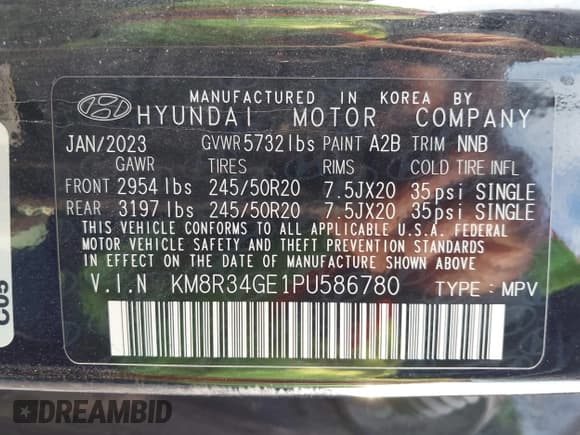 MANUFACTURED IN KOREA BY
HYUNDAI MOTOR COMPANY
JAN/2023 GVWR 5732 lbs PAINT A2B TRIM NNB
GAWR TIRES RIMS COLD TIRE INFL
FRONT 2954 lbs 245/50R20 7.5JX20 35psi SINGLE
REAR 3197 lbs 245/50R20 7.5JX20 35psi SINGLE
THIS VEHICLE CONFORMS TO ALL APPLICABLE U.S.A. FEDERAL
MOTOR VEHICLE SAFETY AND THEFT PREVENTION STANDARDS
IN EFFECT ON THE DATE OF MANUFACTURE SHOWN ABOVE.
V.I.N KM8R34GE1PU586780 TYPE : MPV
C05
DREAMBID